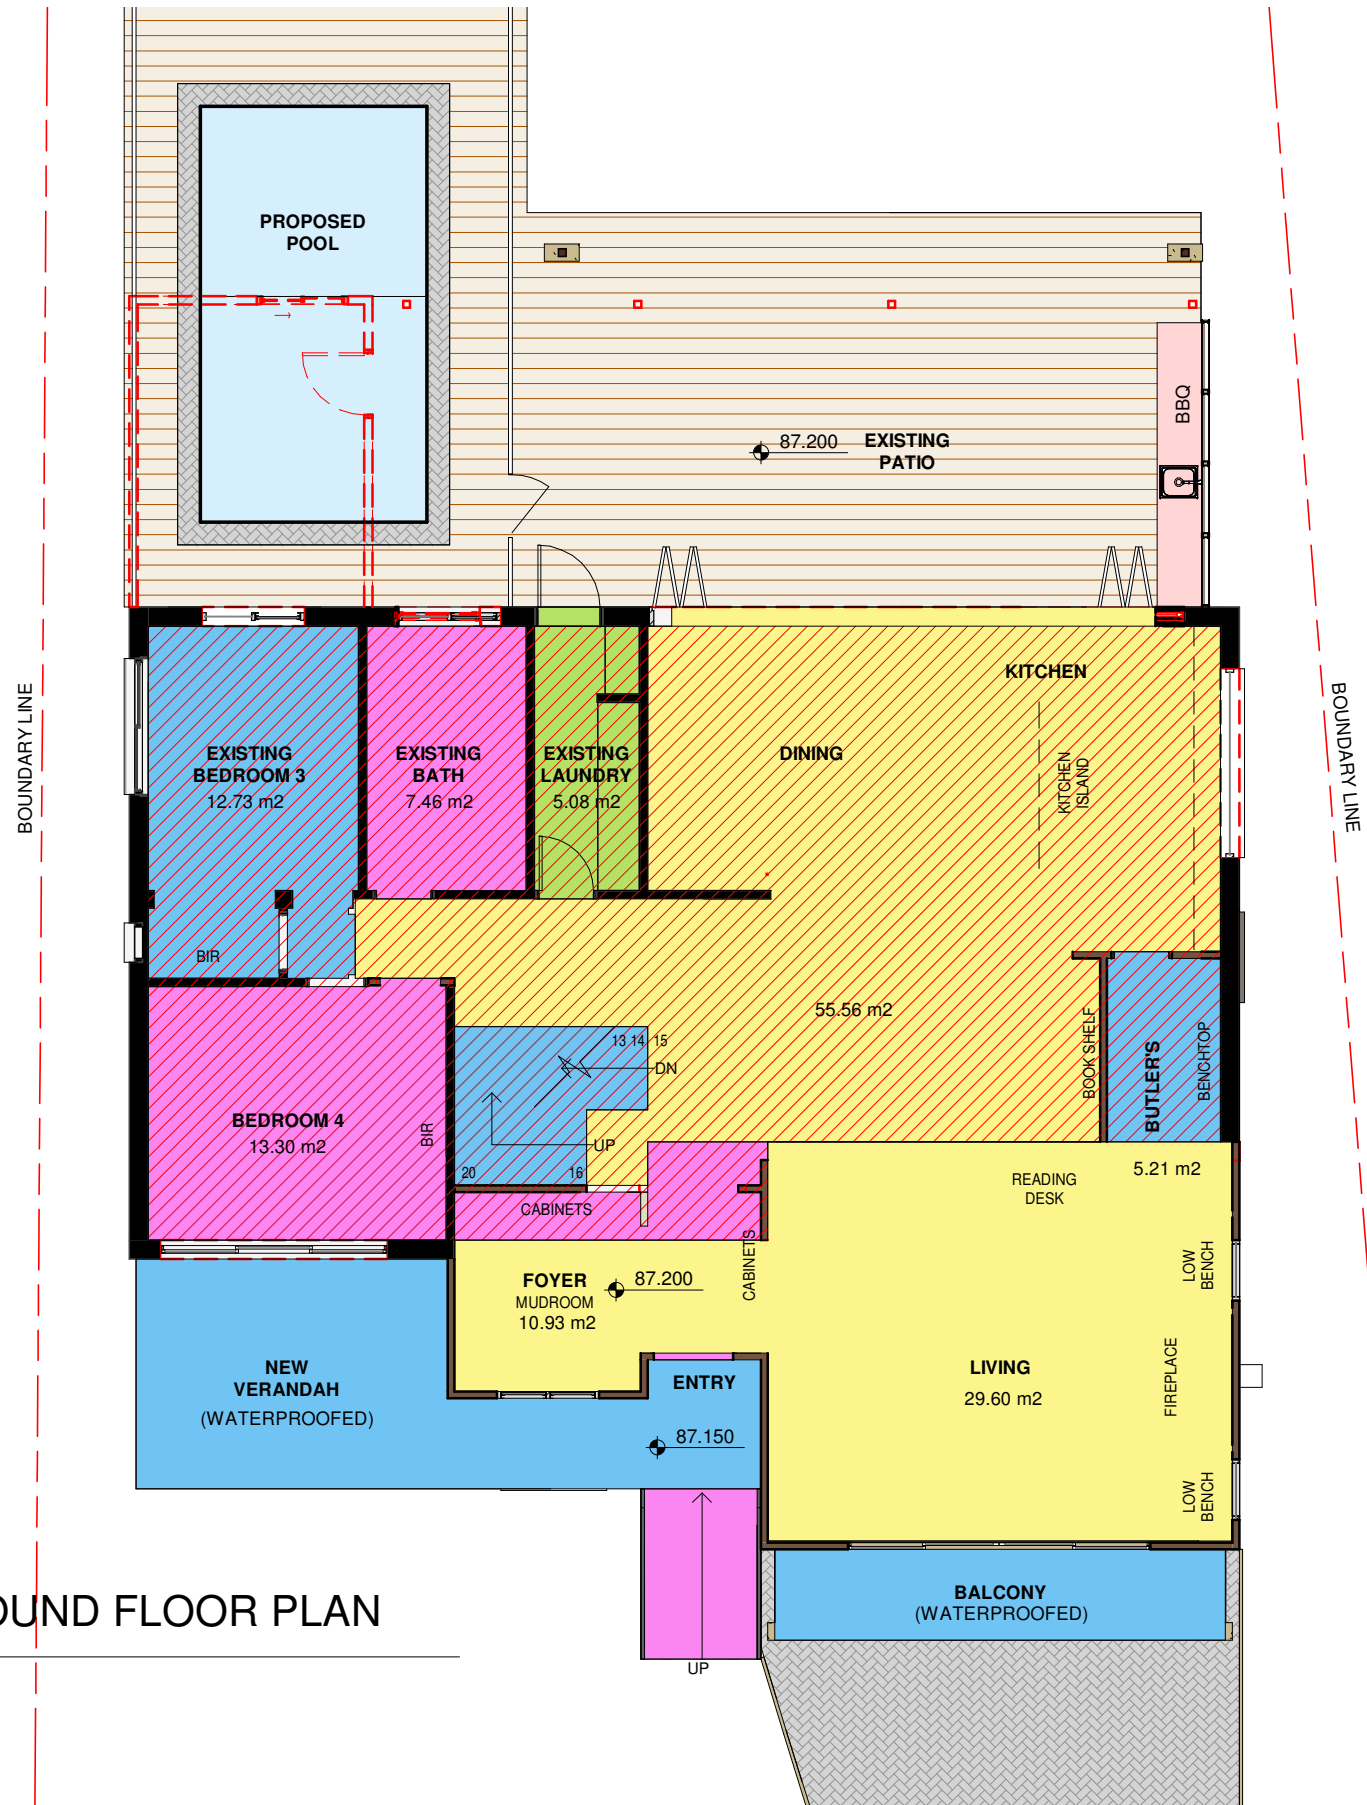 PROPOSED
POOL
BBQ
87.200
EXISTING
PATIO
BOUNDARY LINE
BOUNDARY LINE
KITCHEN
EXISTING
BEDROOM 3
12.73 m2
EXISTING
BATH
7.46 m2
EXISTING
LAUNDRY
5.08 m2
DINING
KITCHEN
ISLAND
BIR
55.56 m2
13 14 15
DN
UP
20
16
BOOK SHELF
BUTLER'S
BENCHTOP
5.21 m2
BEDROOM 4
13.30 m2
BIR
CABINETS
CABINETS
READING
DESK
LOW
BENCH
FOYER
MUDROOM
10.93 m2
87.200
NEW
VERANDAH
(WATERPROOFED)
ENTRY
87.150
LIVING
29.60 m2
FIREPLACE
LOW
BENCH
BALCONY
(WATERPROOFED)
OUND FLOOR PLAN
UP